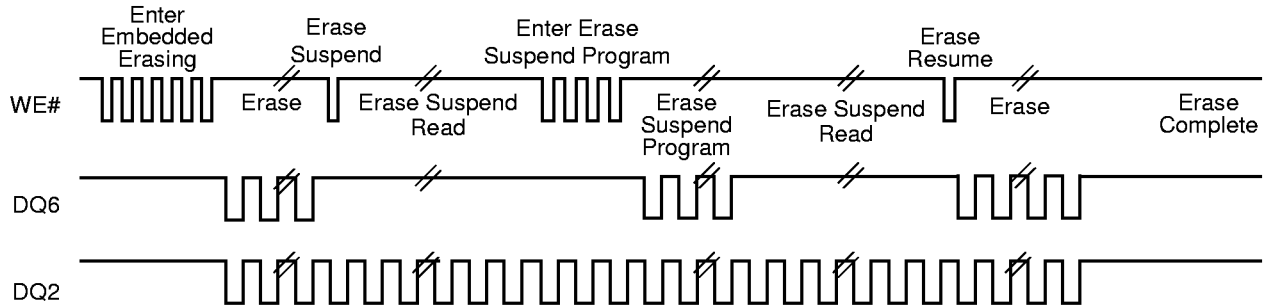 Enter
Embedded
Erasing
Erase
Suspend
Enter Erase
Suspend Program
Erase
Resume
WE#
Erase
Erase Suspend
Read
Erase
Suspend
Program
Erase Suspend
Read
Erase
Erase
Complete
DQ6
DQ2